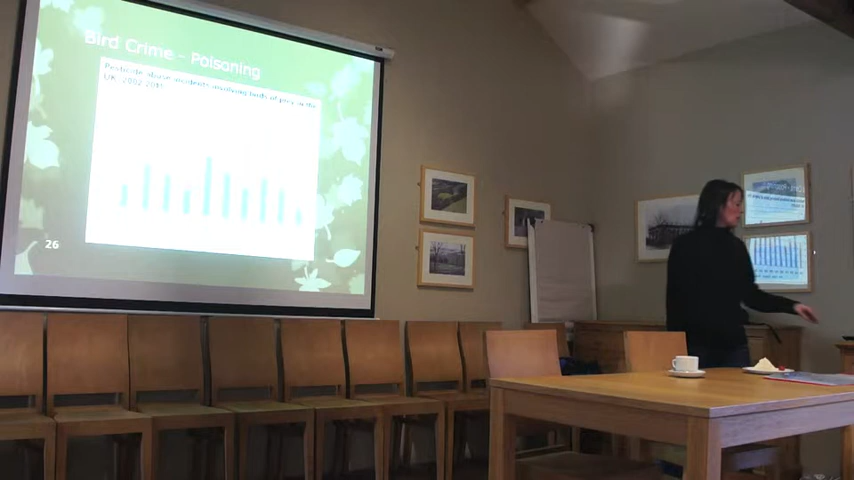 Bird Crime – Poisoning
Pesticide abuse incidents involving birds of prey in the
UK, 2002-2011
26